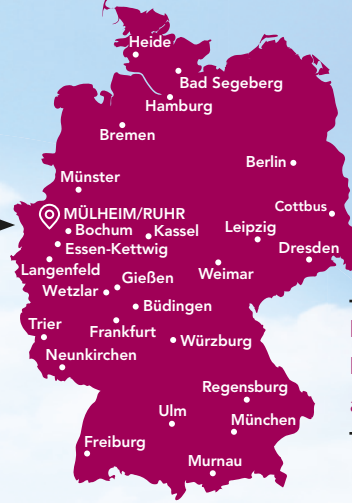 Heide
Bad Segeberg
Hamburg
Bremen
Berlin
Münster
Cottbus
MÜLHEIM/RUHR
Bochum
Kassel
Leipzig
Essen-Kettwig
Dresden
Langenfeld
Gießen
Weimar
Wetzlar
Büdingen
Trier
Frankfurt
Würzburg
Neunkirchen
Regensburg
Ulm
München
Freiburg
Murnau